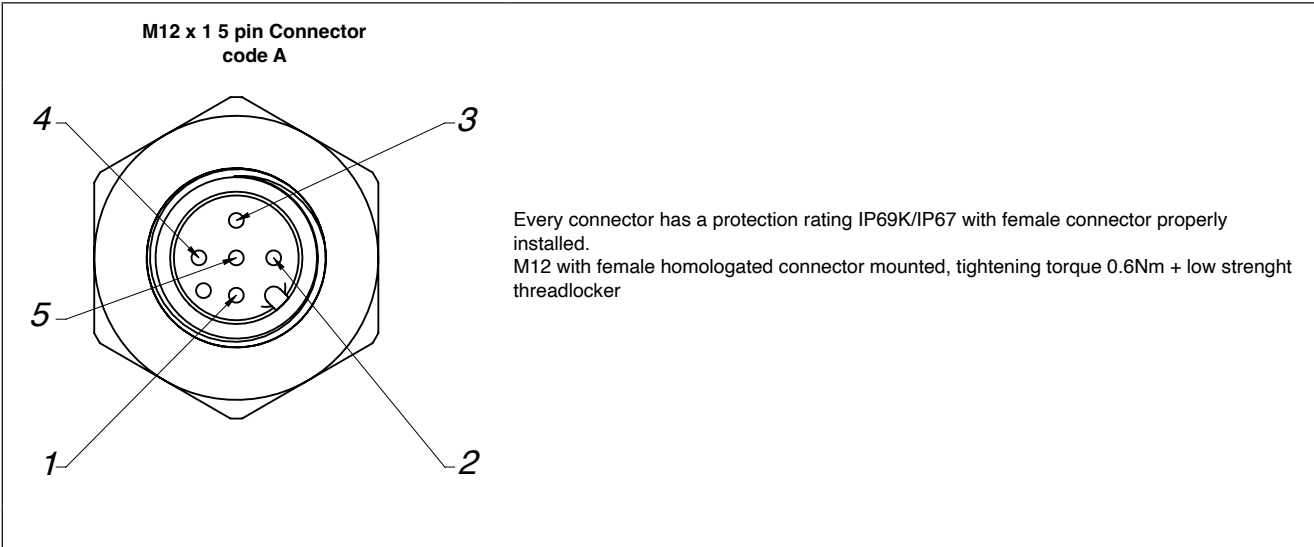 M12 x 1 5 pin Connector
code A
4
3
Every connector has a protection rating IP69K/IP67 with female connector properly
installed.
M12 with female homologated connector mounted, tightening torque 0.6Nm + low strenght
threadlocker
5
1
2